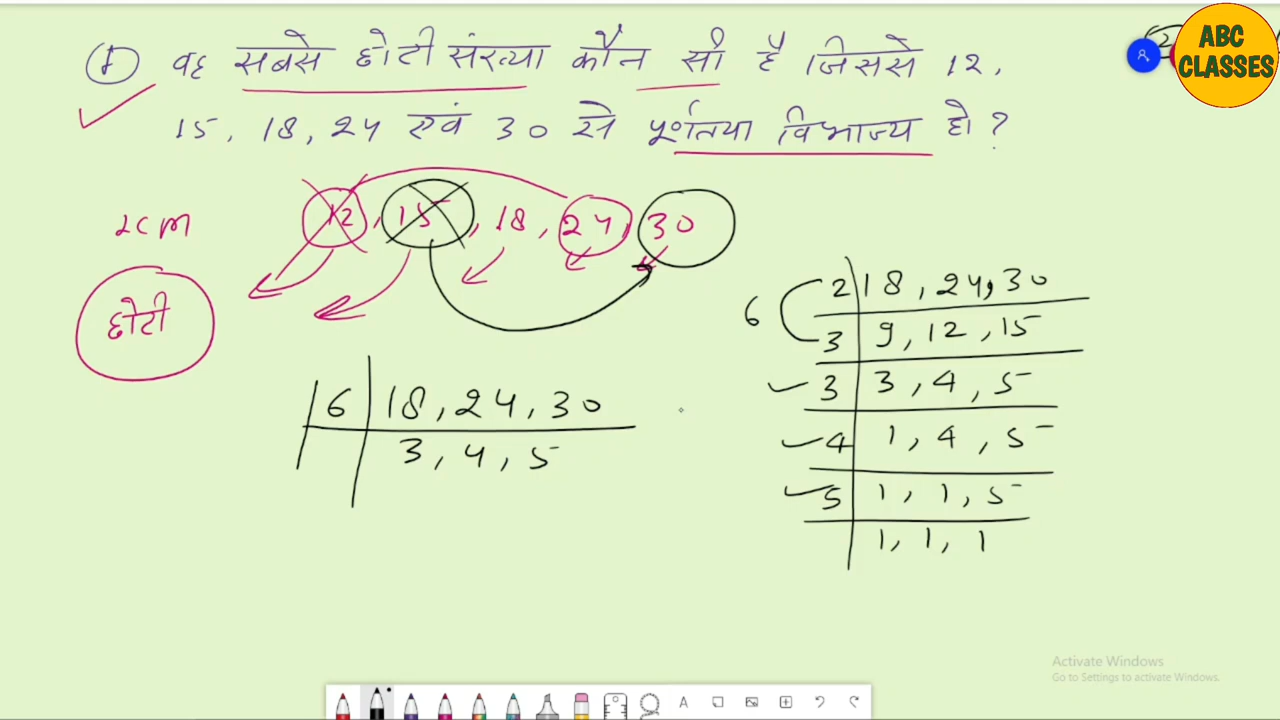 ① वह सबसे छोटी संख्या कौन सी है जिससे 12,
15, 18, 24 एवं 30 से पूर्णतया विभाज्य हो ?
ABC
CLASSES
LCM
12, 15, 18, 24, 30
छोटी
6 | 18, 24, 30
3, 4, 5
6
2 | 18, 24, 30
3 | 9, 12, 15
3 | 3, 4, 5
4 | 1, 4, 5
5 | 1, 1, 5
1, 1, 1
Activate Windows
Go to Settings to activate Windows.